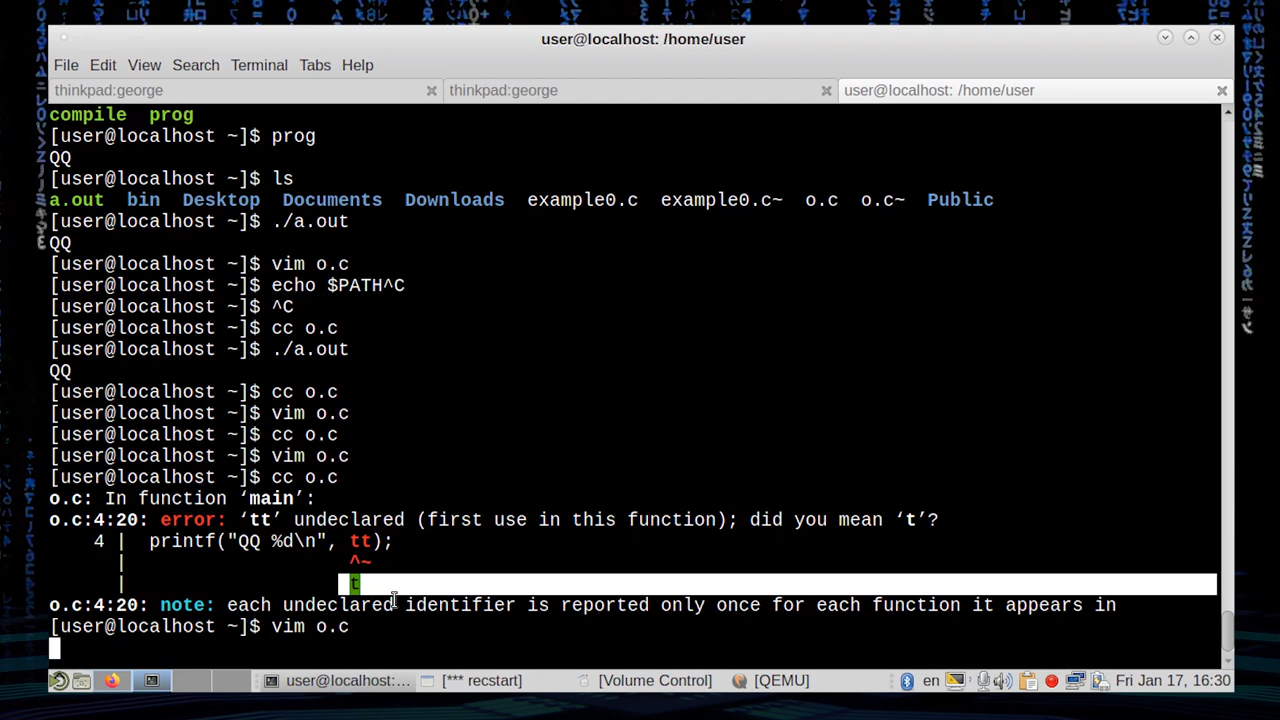 user@localhost: /home/user
File Edit View Search Terminal Tabs Help
thinkpad:george thinkpad:george user@localhost: /home/user
compile prog
[user@localhost ~]$ prog
QQ
[user@localhost ~]$ ls
a.out bin Desktop Documents Downloads example0.c example0.c~ o.c o.c~ Public
[user@localhost ~]$ ./a.out
QQ
[user@localhost ~]$ vim o.c
[user@localhost ~]$ echo $PATH^C
[user@localhost ~]$ ^C
[user@localhost ~]$ cc o.c
[user@localhost ~]$ ./a.out
QQ
[user@localhost ~]$ cc o.c
[user@localhost ~]$ vim o.c
[user@localhost ~]$ cc o.c
[user@localhost ~]$ vim o.c
[user@localhost ~]$ cc o.c
o.c: In function ‘main’:
o.c:4:20: error: ‘tt’ undeclared (first use in this function); did you mean ‘t’?
4 | printf("QQ %d\n", tt);
| ^~
| t
o.c:4:20: note: each undeclared identifier is reported only once for each function it appears in
[user@localhost ~]$ vim o.c
user@localhost:... [*** recstart] [Volume Control] [QEMU] en Fri Jan 17, 16:30